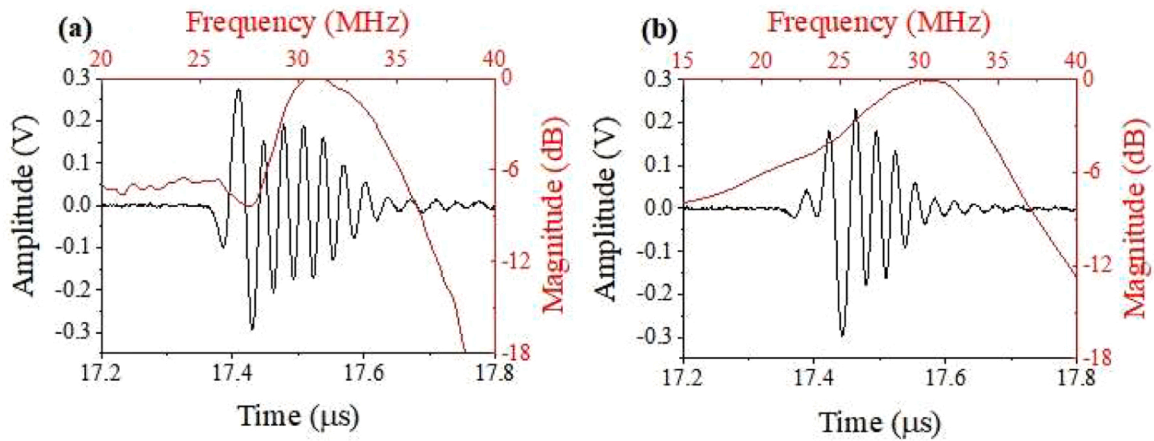 (a) Frequency (MHz)
20 25 30 35 40
0.3 0
0.2
0.1
-6
0.0
-0.1
-12
-0.2
-0.3
-18
Amplitude (V)
Magnitude (dB)
17.2 17.4 17.6 17.8
Time (μs)
(b) Frequency (MHz)
15 20 25 30 35 40
0.3 0
0.2
0.1
-6
0.0
-0.1
-12
-0.2
-0.3
-18
Amplitude (V)
Magnitude (dB)
17.2 17.4 17.6 17.8
Time (μs)